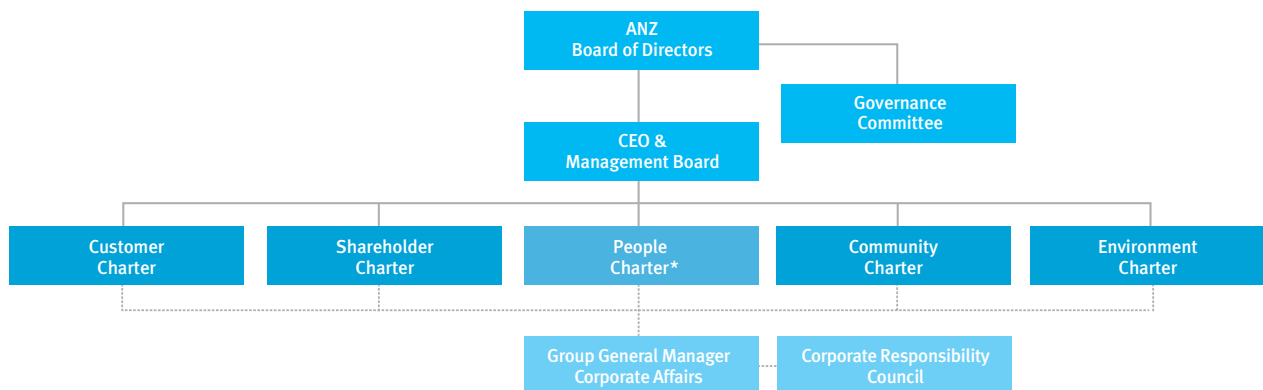 ANZ
Board of Directors
Governance
Committee
CEO &
Management Board
Customer
Charter
Shareholder
Charter
People
Charter*
Community
Charter
Environment
Charter
Group General Manager
Corporate Affairs
Corporate Responsibility
Council